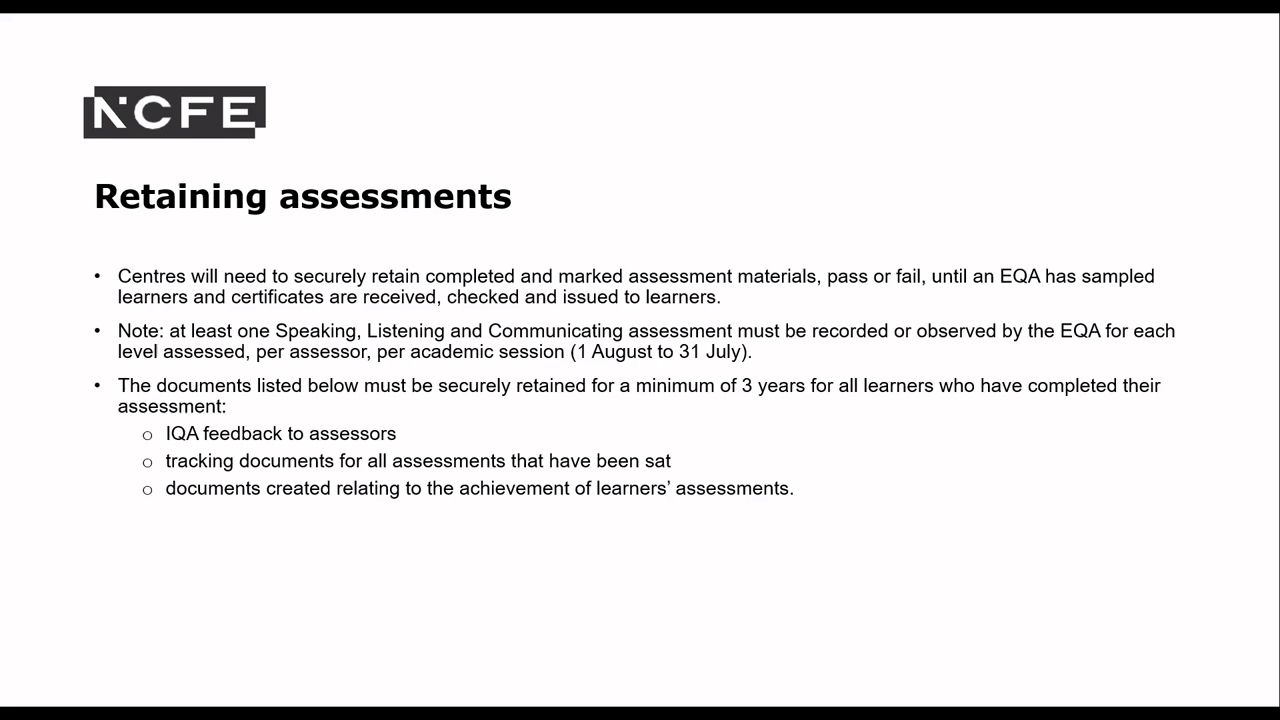 NCFE
Retaining assessments
• Centres will need to securely retain completed and marked assessment materials, pass or fail, until an EQA has sampled
learners and certificates are received, checked and issued to learners.
• Note: at least one Speaking, Listening and Communicating assessment must be recorded or observed by the EQA for each
level assessed, per assessor, per academic session (1 August to 31 July).
• The documents listed below must be securely retained for a minimum of 3 years for all learners who have completed their
assessment:
o IQA feedback to assessors
o tracking documents for all assessments that have been sat
o documents created relating to the achievement of learners’ assessments.